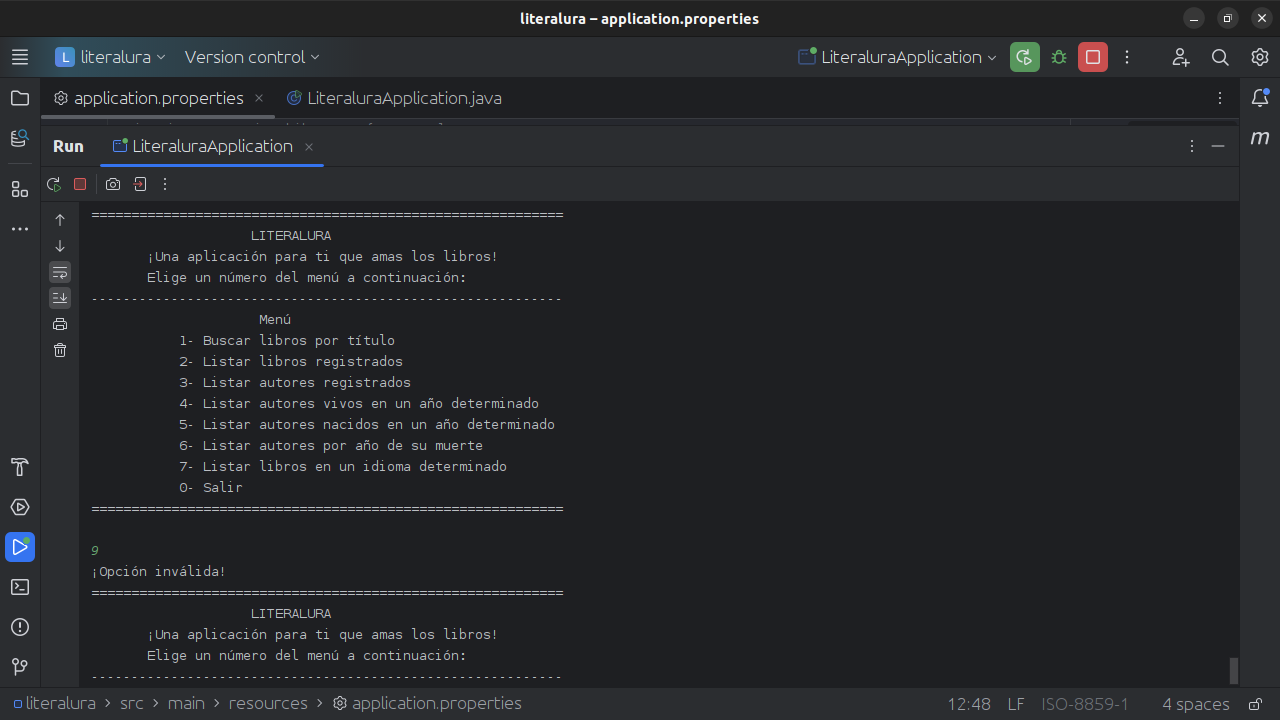 literalura – application.properties
L literalura Version control LiteraluraApplication
application.properties LiteraluraApplication.java
Run LiteraluraApplication
===========================================================
LITERALURA
¡Una aplicación para ti que amas los libros!
Elige un número del menú a continuación:
-----------------------------------------------------------
Menú
1- Buscar libros por título
2- Listar libros registrados
3- Listar autores registrados
4- Listar autores vivos en un año determinado
5- Listar autores nacidos en un año determinado
6- Listar autores por año de su muerte
7- Listar libros en un idioma determinado
0- Salir
===========================================================
9
¡Opción inválida!
===========================================================
LITERALURA
¡Una aplicación para ti que amas los libros!
Elige un número del menú a continuación:
-----------------------------------------------------------
literalura > src > main > resources > application.properties 12:48 LF ISO-8859-1 4 spaces
m